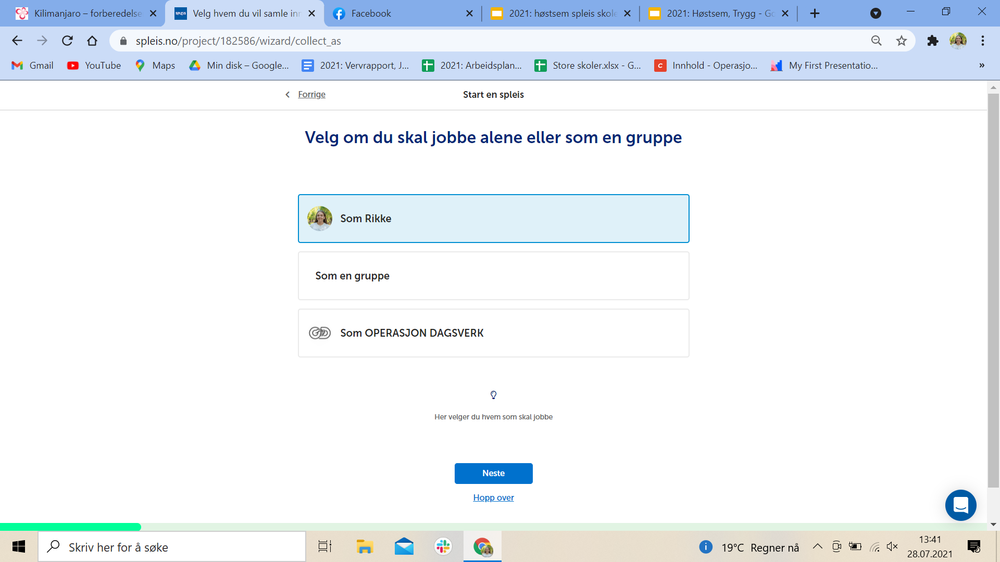 Kilimanjaro – forberedelse
SPLEIS Velg hvem du vil samle inn
Facebook
2021: høstsem spleis skole
2021: Høstsem, Trygg - Go
spleis.no/project/182586/wizard/collect_as
Gmail
YouTube
Maps
Min disk – Google...
2021: Vervrapport, J...
2021: Arbeidsplan...
Store skoler.xlsx - G...
C Innhold - Operasjo...
My First Presentatio...
»
Forrige
Start en spleis
Velg om du skal jobbe alene eller som en gruppe
Som Rikke
Som en gruppe
Som OPERASJON DAGSVERK
Her velger du hvem som skal jobbe
Neste
Hopp over
Skriv her for å søke
19°C Regner nå
13:41
28.07.2021